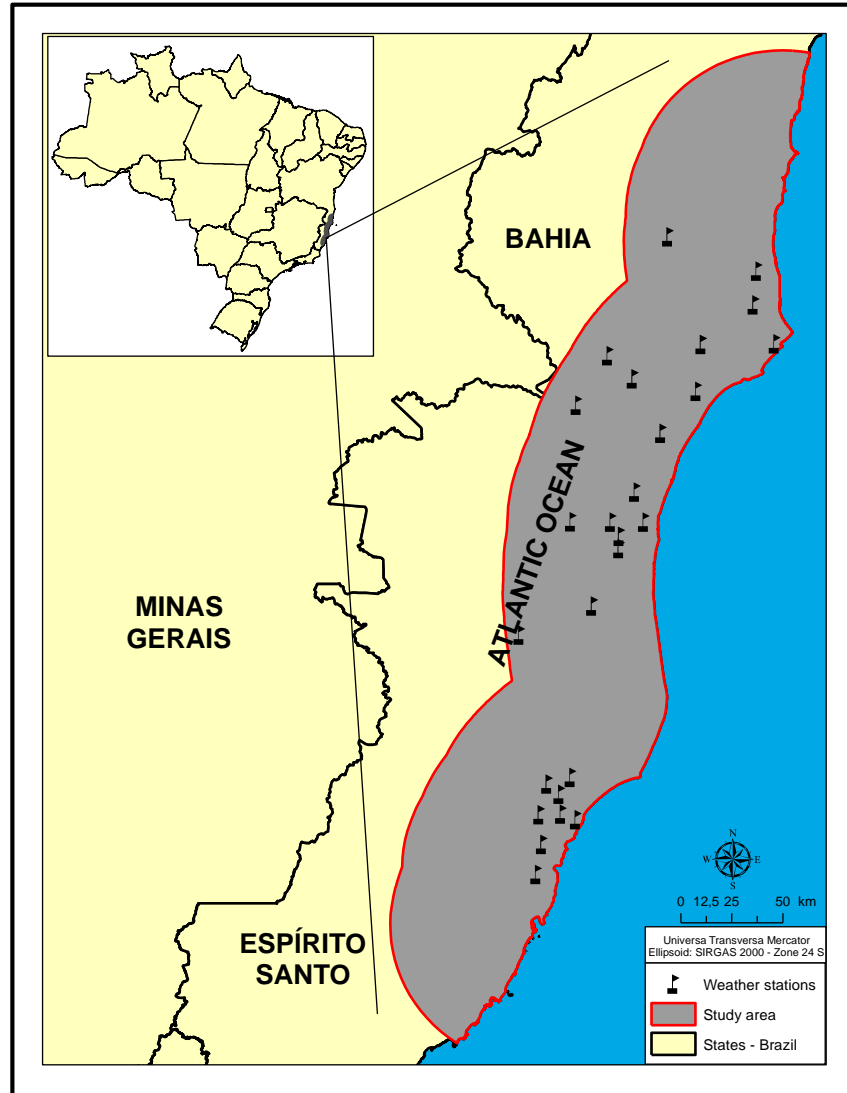 BAHIA
ATLANTIC OCEAN
MINAS
GERAIS
ESPÍRITO
SANTO
N
W E
S
0 12,5 25 50 km
Universa Transversa Mercator
Ellipsoid: SIRGAS 2000 - Zone 24 S
Weather stations
Study area
States - Brazil